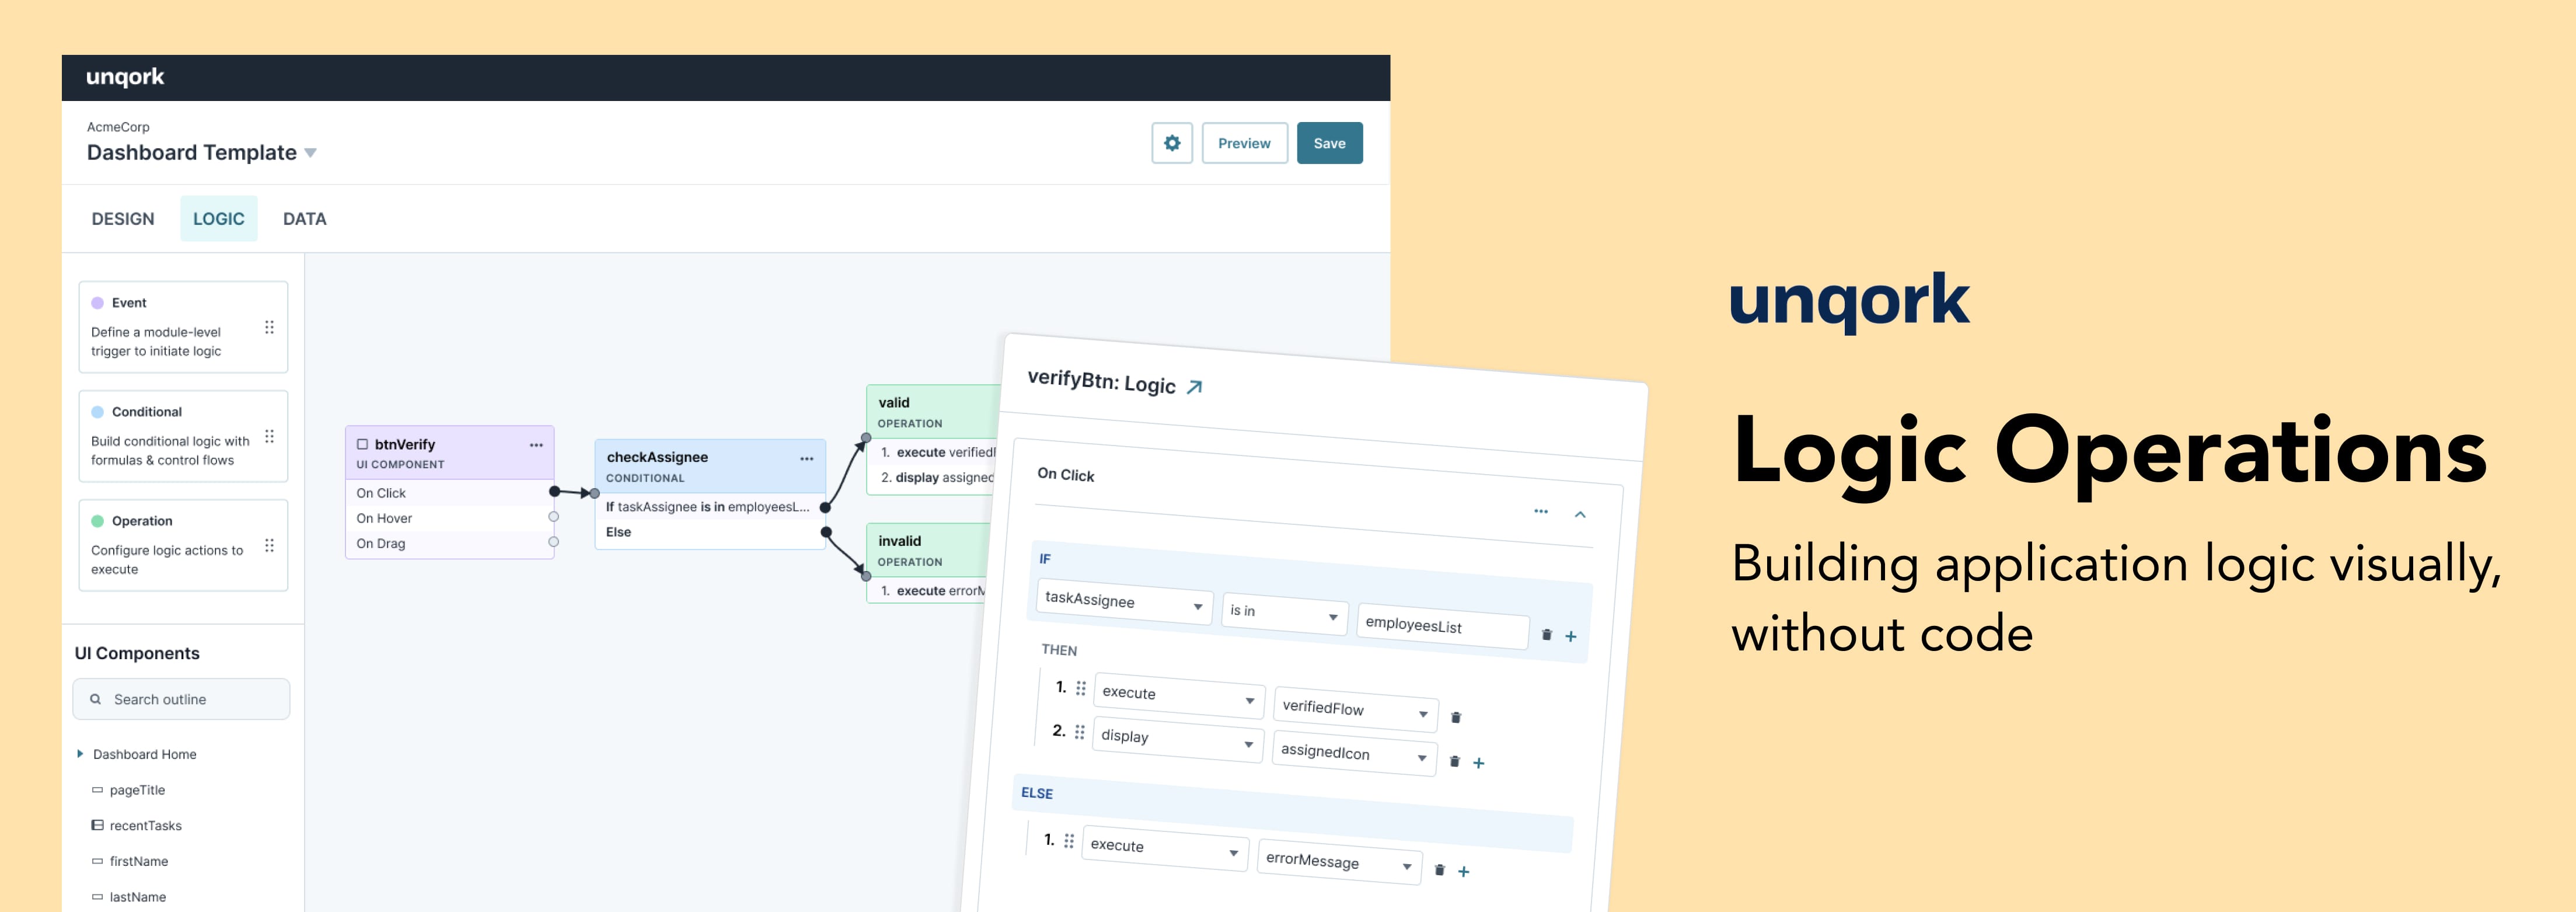 unqork
AcmeCorp
Dashboard Template
Preview
Save
DESIGN
LOGIC
DATA
Event
Define a module-level
trigger to initiate logic
Conditional
Build conditional logic with
formulas & control flows
Operation
Configure logic actions to
execute
UI Components
Search outline
Dashboard Home
pageTitle
recentTasks
firstName
lastName
btnVerify
UI COMPONENT
On Click
On Hover
On Drag
checkAssignee
CONDITIONAL
If taskAssignee is in employeesL...
Else
valid
OPERATION
1. execute verified
2. display assigned
invalid
OPERATION
1. execute error
verifyBtn: Logic
On Click
IF
taskAssignee is in employeesList
THEN
1. execute verifiedFlow
2. display assignedIcon
ELSE
1. execute errorMessage
unqork
Logic Operations
Building application logic visually,
without code